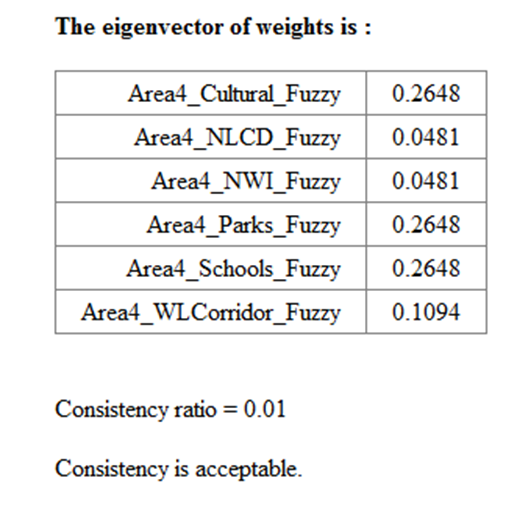 The eigenvector of weights is :
Area4_Cultural_Fuzzy 0.2648
Area4_NLCD_Fuzzy 0.0481
Area4_NWI_Fuzzy 0.0481
Area4_Parks_Fuzzy 0.2648
Area4_Schools_Fuzzy 0.2648
Area4_WLCorridor_Fuzzy 0.1094
Consistency ratio = 0.01
Consistency is acceptable.